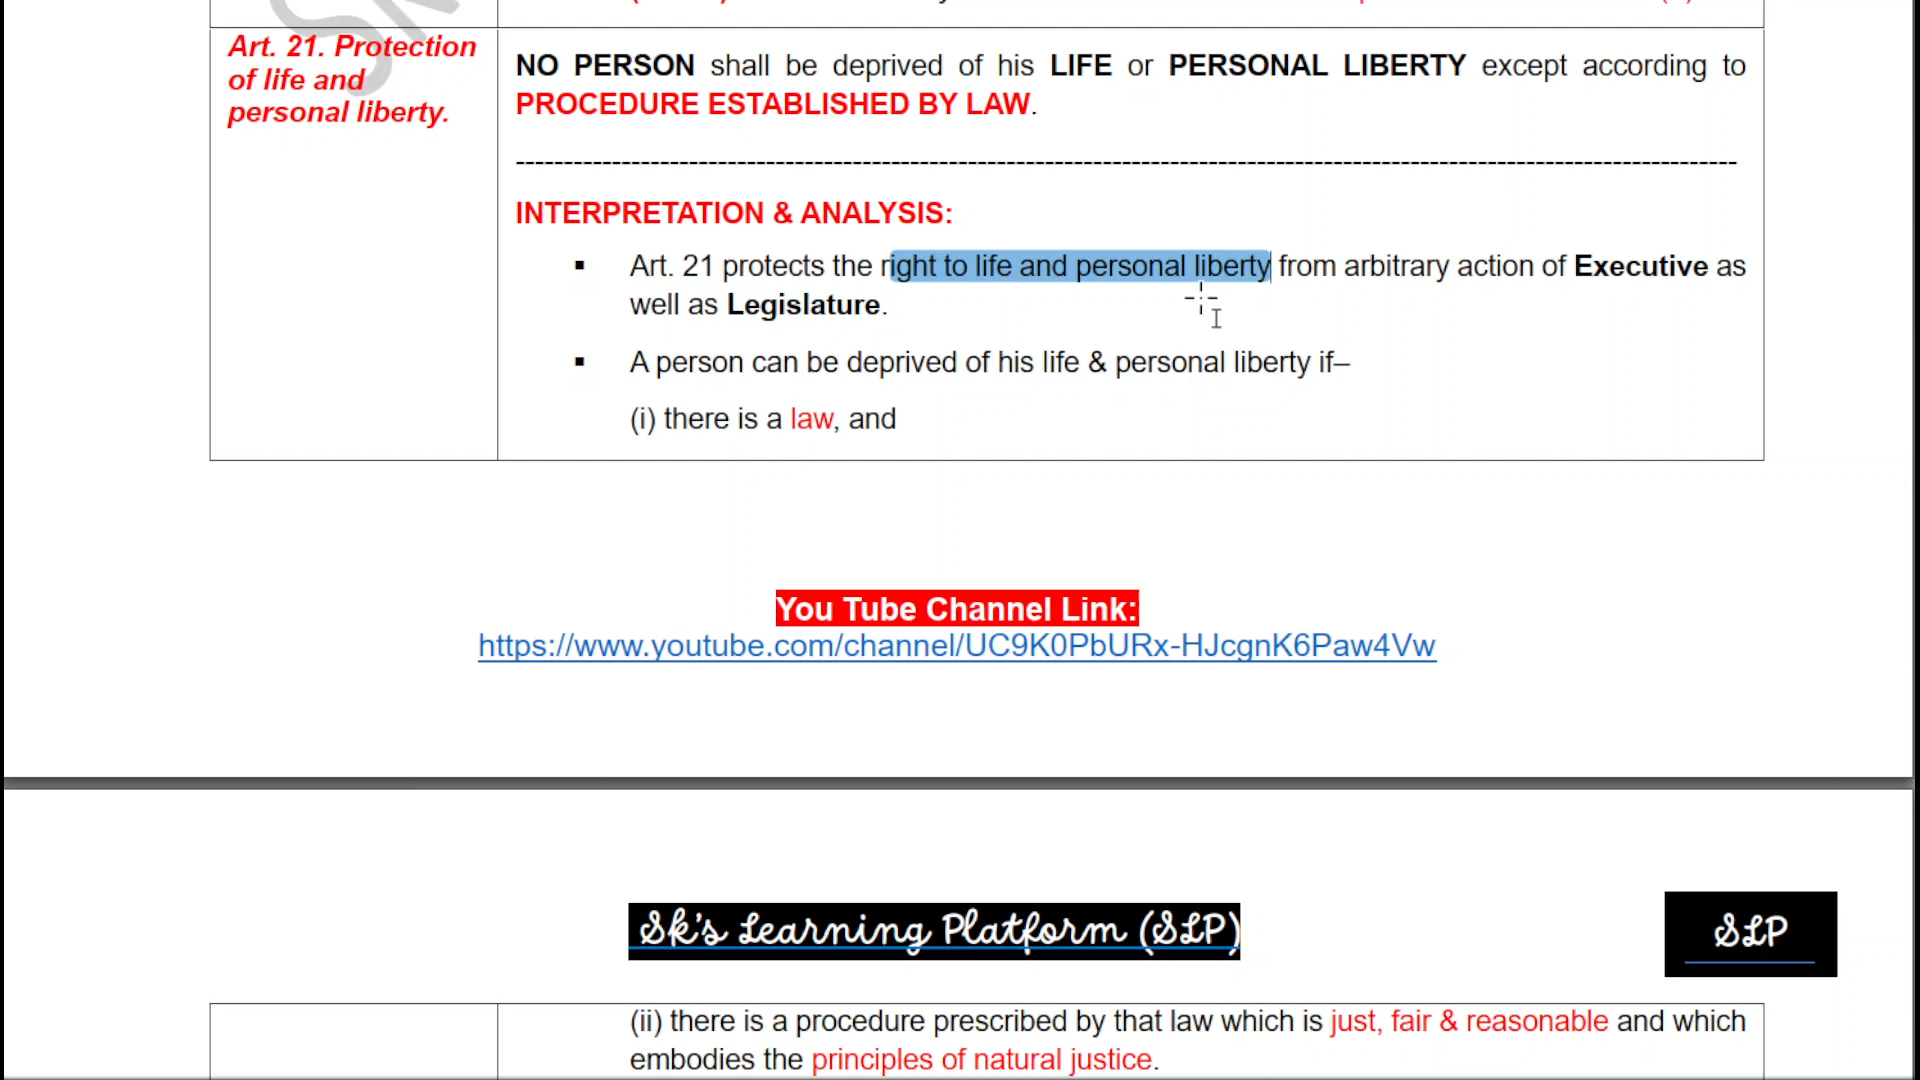 Art. 21. Protection
of life and
personal liberty.
NO PERSON shall be deprived of his LIFE or PERSONAL LIBERTY except according to
PROCEDURE ESTABLISHED BY LAW.
--------------------------------------------------------------------------------------------------------------------------------
INTERPRETATION & ANALYSIS:
▪ Art. 21 protects the right to life and personal liberty from arbitrary action of Executive as
well as Legislature.
▪ A person can be deprived of his life & personal liberty if–
(i) there is a law, and
You Tube Channel Link:
https://www.youtube.com/channel/UC9K0PbURx-HJcgnK6Paw4Vw
Sk's Learning Platform (SLP)
SLP
(ii) there is a procedure prescribed by that law which is just, fair & reasonable and which
embodies the principles of natural justice.